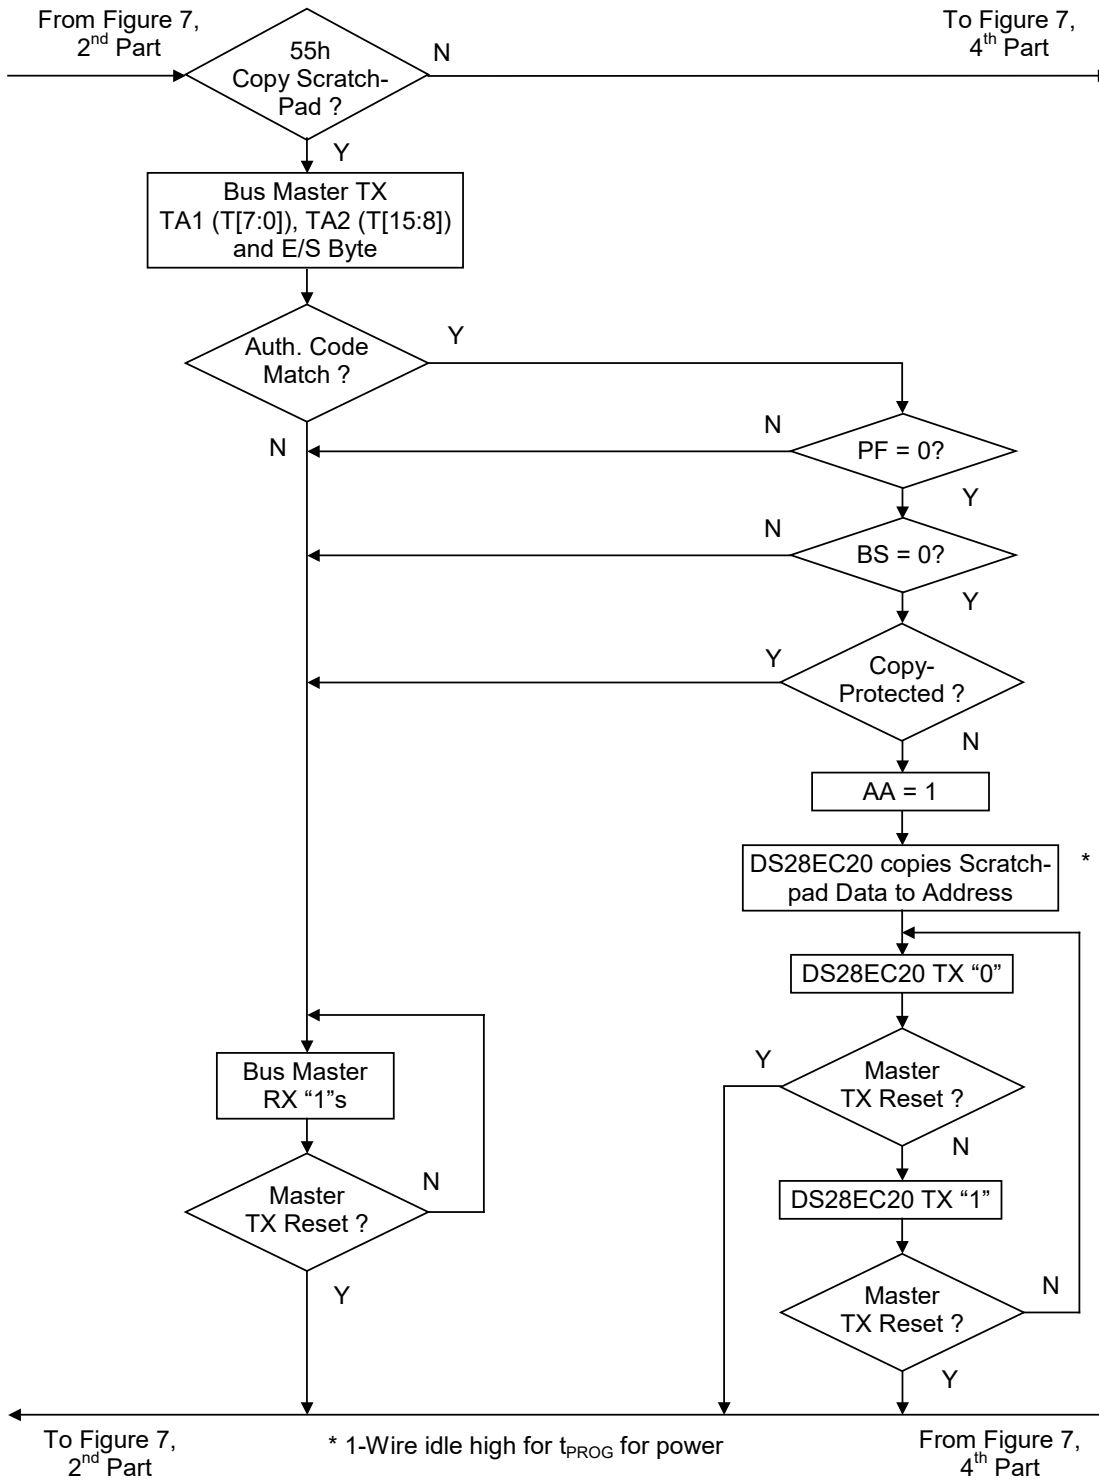 From Figure 7,
2nd Part
To Figure 7,
4th Part
55h
Copy Scratch-
Pad ?
N
Y
Bus Master TX
TA1 (T[7:0]), TA2 (T[15:8])
and E/S Byte
Auth. Code
Match ?
Y
N
PF = 0?
N
Y
BS = 0?
N
Y
Copy-
Protected ?
Y
N
AA = 1
DS28EC20 copies Scratch-
pad Data to Address
*
DS28EC20 TX “0”
Master
TX Reset ?
Y
N
DS28EC20 TX “1”
Master
TX Reset ?
N
Y
Bus Master
RX “1”s
Master
TX Reset ?
N
Y
To Figure 7,
2nd Part
* 1-Wire idle high for tPROG for power
From Figure 7,
4th Part